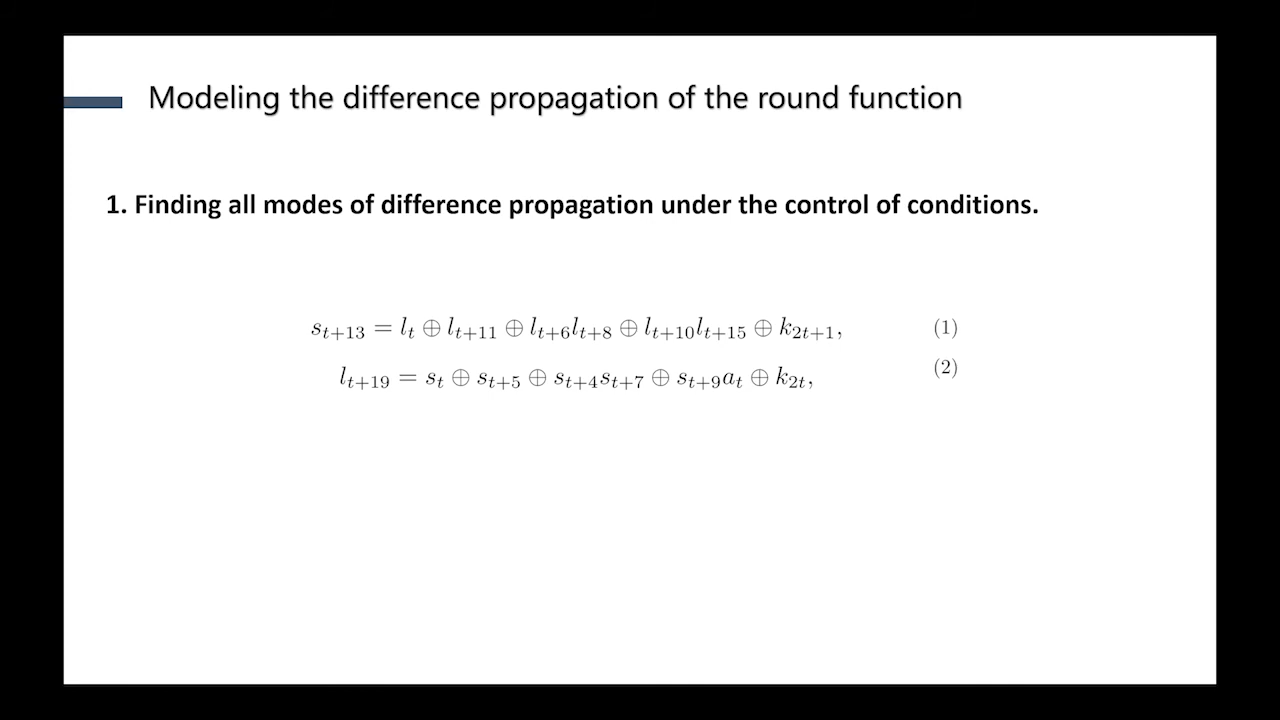 Modeling the difference propagation of the round function
1. Finding all modes of difference propagation under the control of conditions.
s_{t+13} = l_t ⊕ l_{t+11} ⊕ l_{t+6}l_{t+8} ⊕ l_{t+10}l_{t+15} ⊕ k_{2t+1}, (1)
l_{t+19} = s_t ⊕ s_{t+5} ⊕ s_{t+4}s_{t+7} ⊕ s_{t+9}a_t ⊕ k_{2t}, (2)